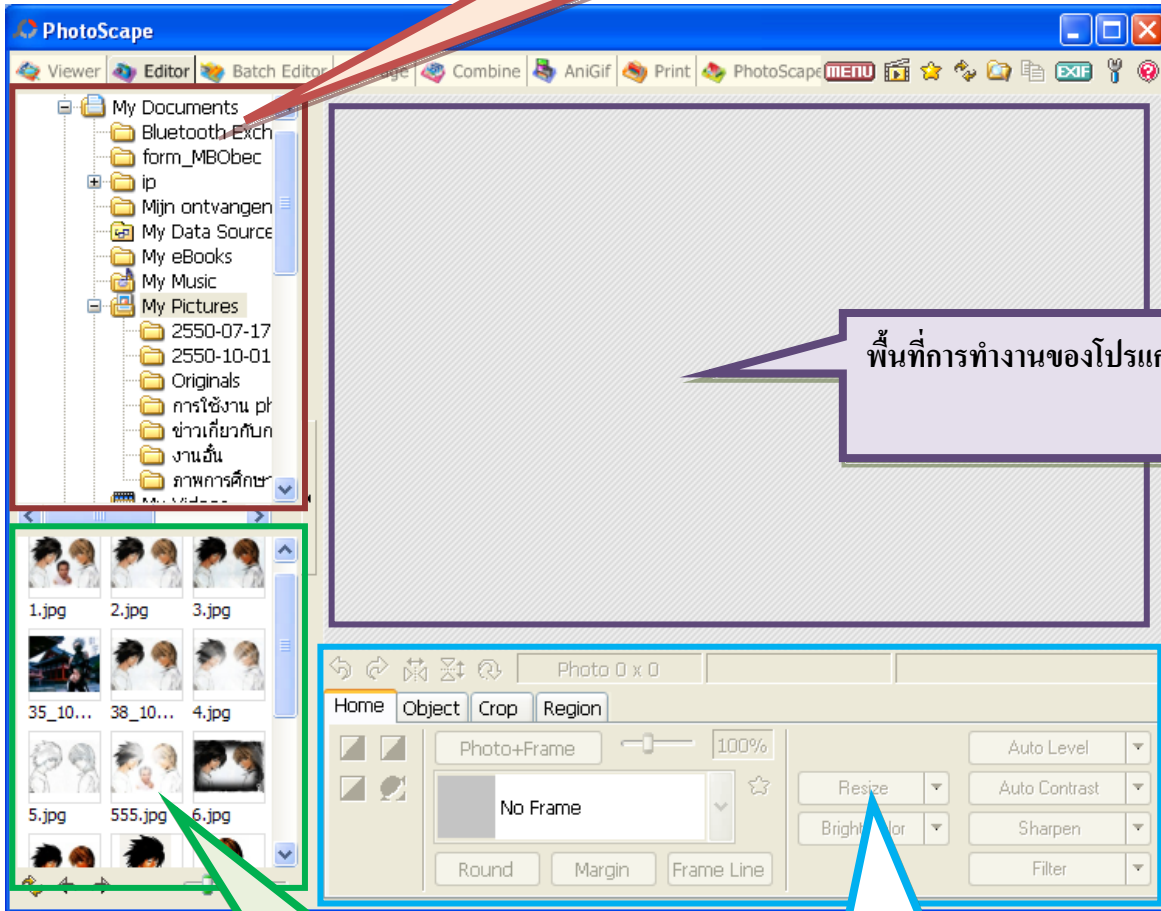 PhotoScape
Viewer Editor Batch Editor Combine AniGif Print PhotoScape MENU EXIF
My Documents
Bluetooth Exch
form_MBObec
ip
Mijn ontvangen
My Data Source
My eBooks
My Music
My Pictures
2550-07-17
2550-10-01
Originals
การใช้งาน ph
ข่าวเกี่ยวกับก
งานอั๋น
ภาพการศึกษา
พื้นที่การทำงานของโปรแก
1.jpg 2.jpg 3.jpg
35_10... 38_10... 4.jpg
5.jpg 555.jpg 6.jpg
Photo 0 x 0
Home Object Crop Region
Photo+Frame 100% Auto Level
No Frame Resize Auto Contrast
Sharpen
Round Margin Frame Line Filter